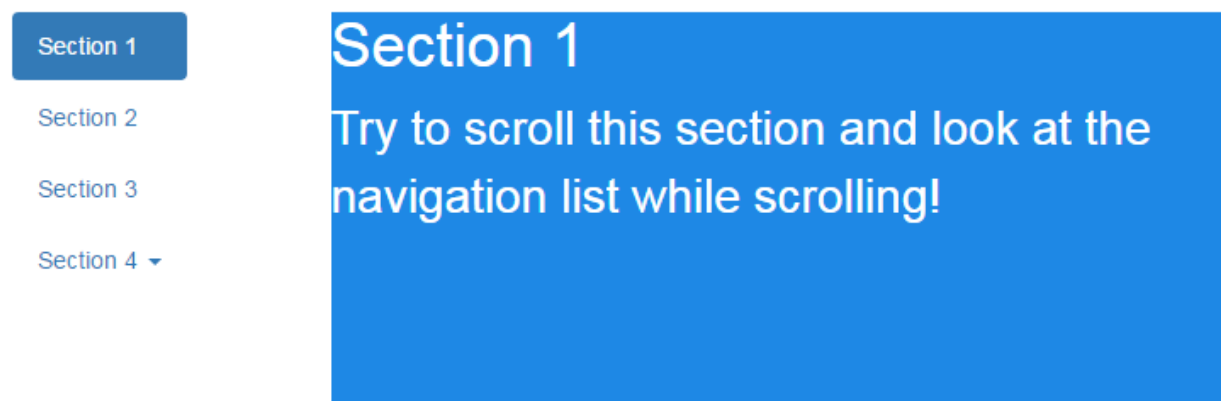 Section 1
Section 2
Section 3
Section 4
Section 1
Try to scroll this section and look at the
navigation list while scrolling!